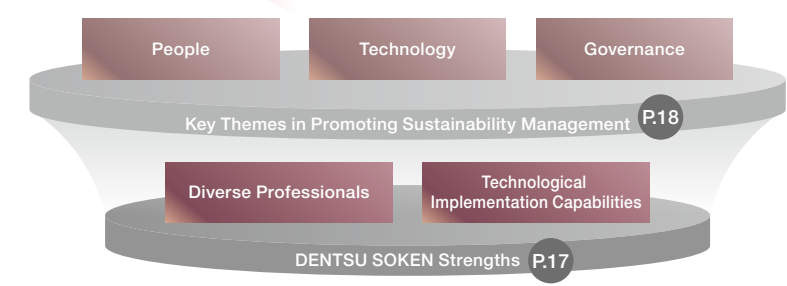 People
Technology
Governance
Key Themes in Promoting Sustainability Management P.18
Diverse Professionals
Technological
Implementation Capabilities
DENTSU SOKEN Strengths P.17